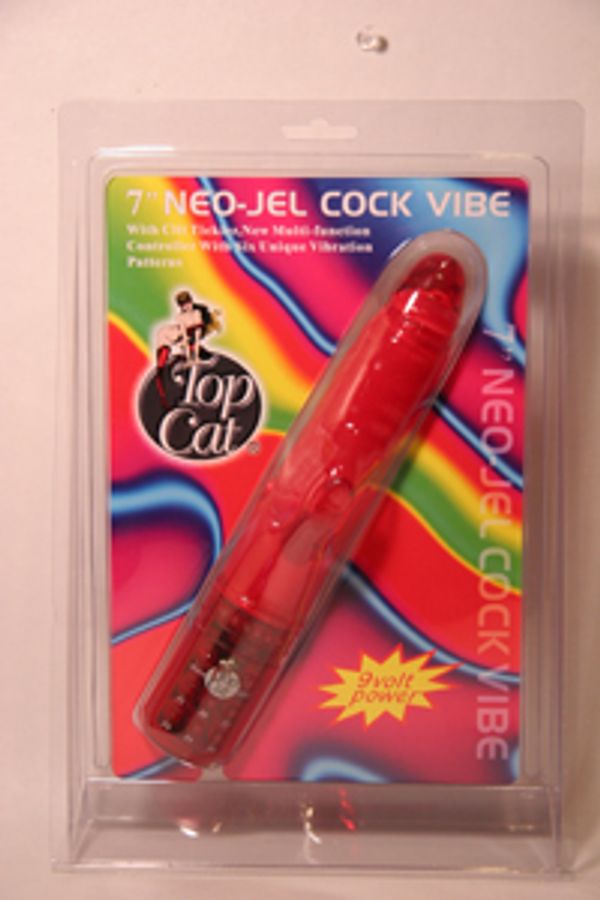 7" NEO-JEL COCK VIBE
With Clit Tickler, New Multi-function
Controller With Six Unique Vibration
Patterns
Top
Cat
®
7" NEO-JEL COCK VIBE
9volt
power